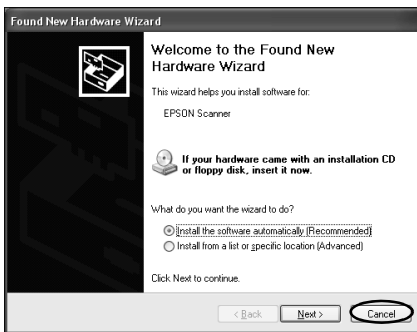 Found New Hardware Wizard
Welcome to the Found New
Hardware Wizard
This wizard helps you install software for:
EPSON Scanner
If your hardware came with an installation CD
or floppy disk, insert it now.
What do you want the wizard to do?
Install the software automatically (Recommended)
Install from a list or specific location (Advanced)
Click Next to continue.
< Back Next > Cancel